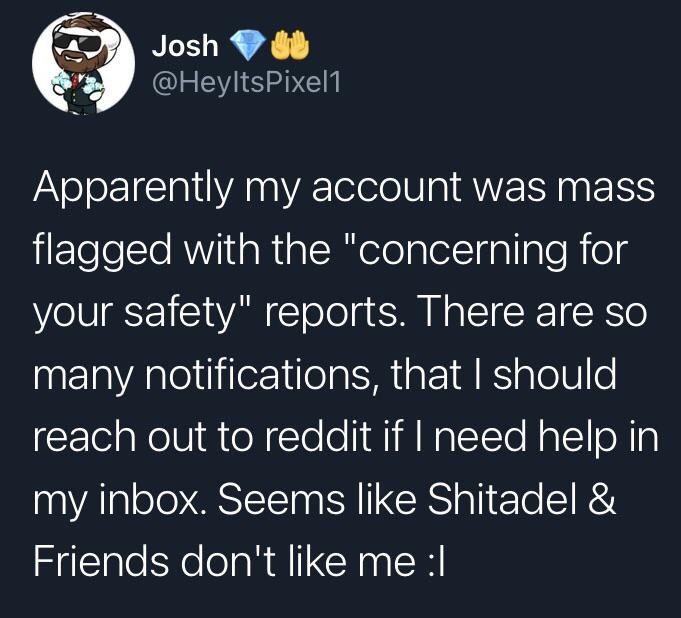 Josh 💎🤲
@HeyItsPixel1
Apparently my account was mass
flagged with the "concerning for
your safety" reports. There are so
many notifications, that I should
reach out to reddit if I need help in
my inbox. Seems like Shitadel &
Friends don't like me :l